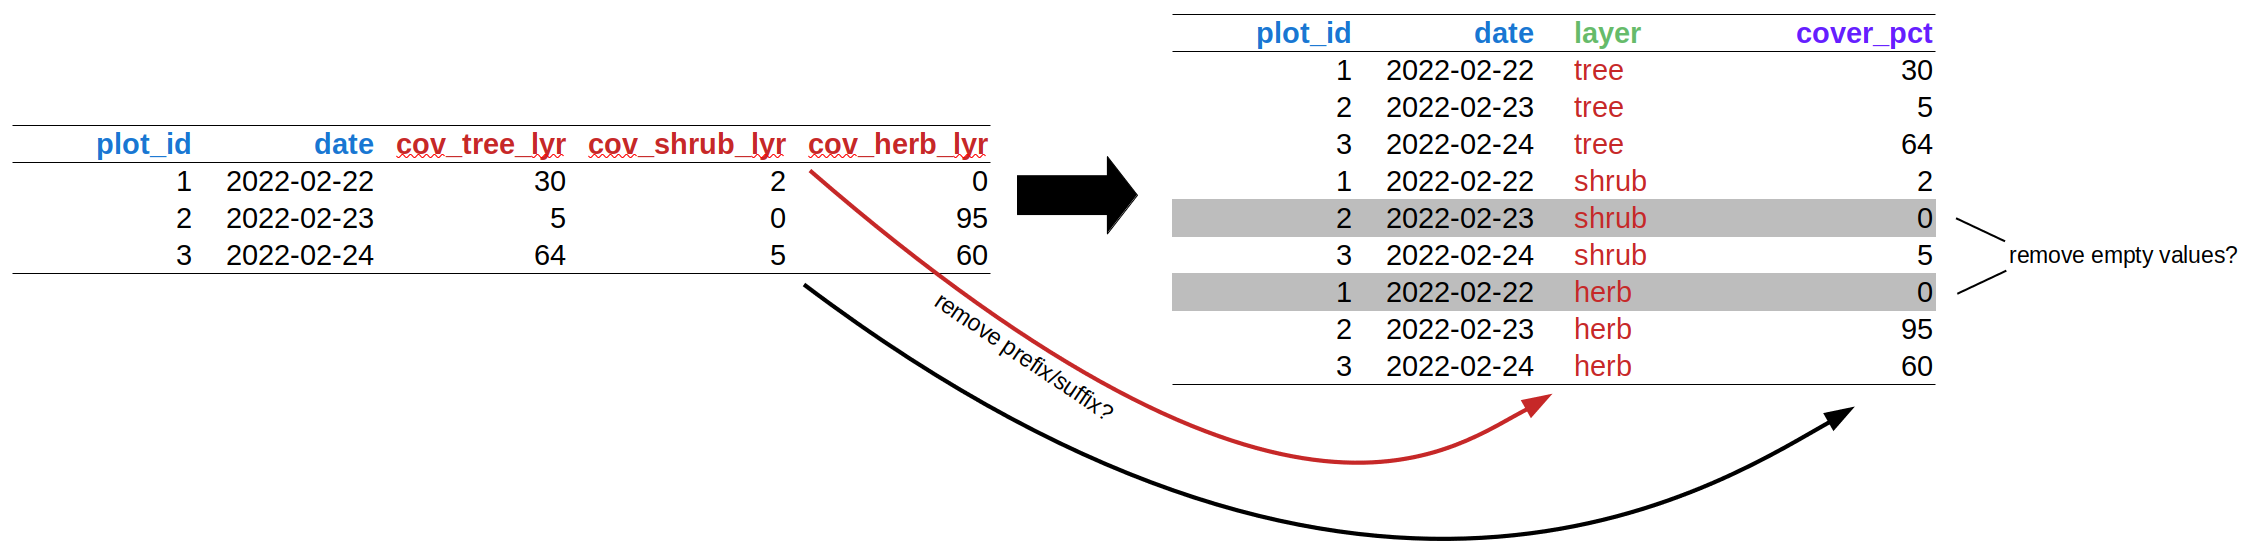 plot_id date cov_tree_lyr cov_shrub_lyr cov_herb_lyr
1 2022-02-22 30 2 0
2 2022-02-23 5 0 95
3 2022-02-24 64 5 60
remove prefix/suffix?
plot_id date layer cover_pct
1 2022-02-22 tree 30
2 2022-02-23 tree 5
3 2022-02-24 tree 64
1 2022-02-22 shrub 2
2 2022-02-23 shrub 0
3 2022-02-24 shrub 5
1 2022-02-22 herb 0
2 2022-02-23 herb 95
3 2022-02-24 herb 60
remove empty values?